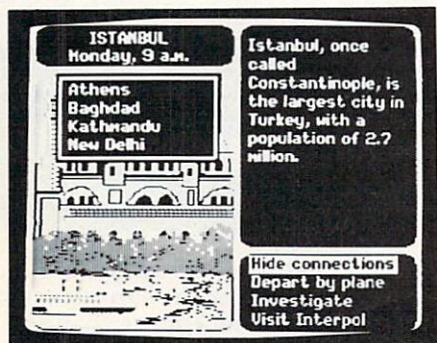 ISTANBUL
Monday, 9 a.m.
Athens
Baghdad
Kathmandu
New Delhi
Istanbul, once
called
Constantinople, is
the largest city in
Turkey, with a
population of 2.7
million.
Hide connections
Depart by plane
Investigate
Visit Interpol